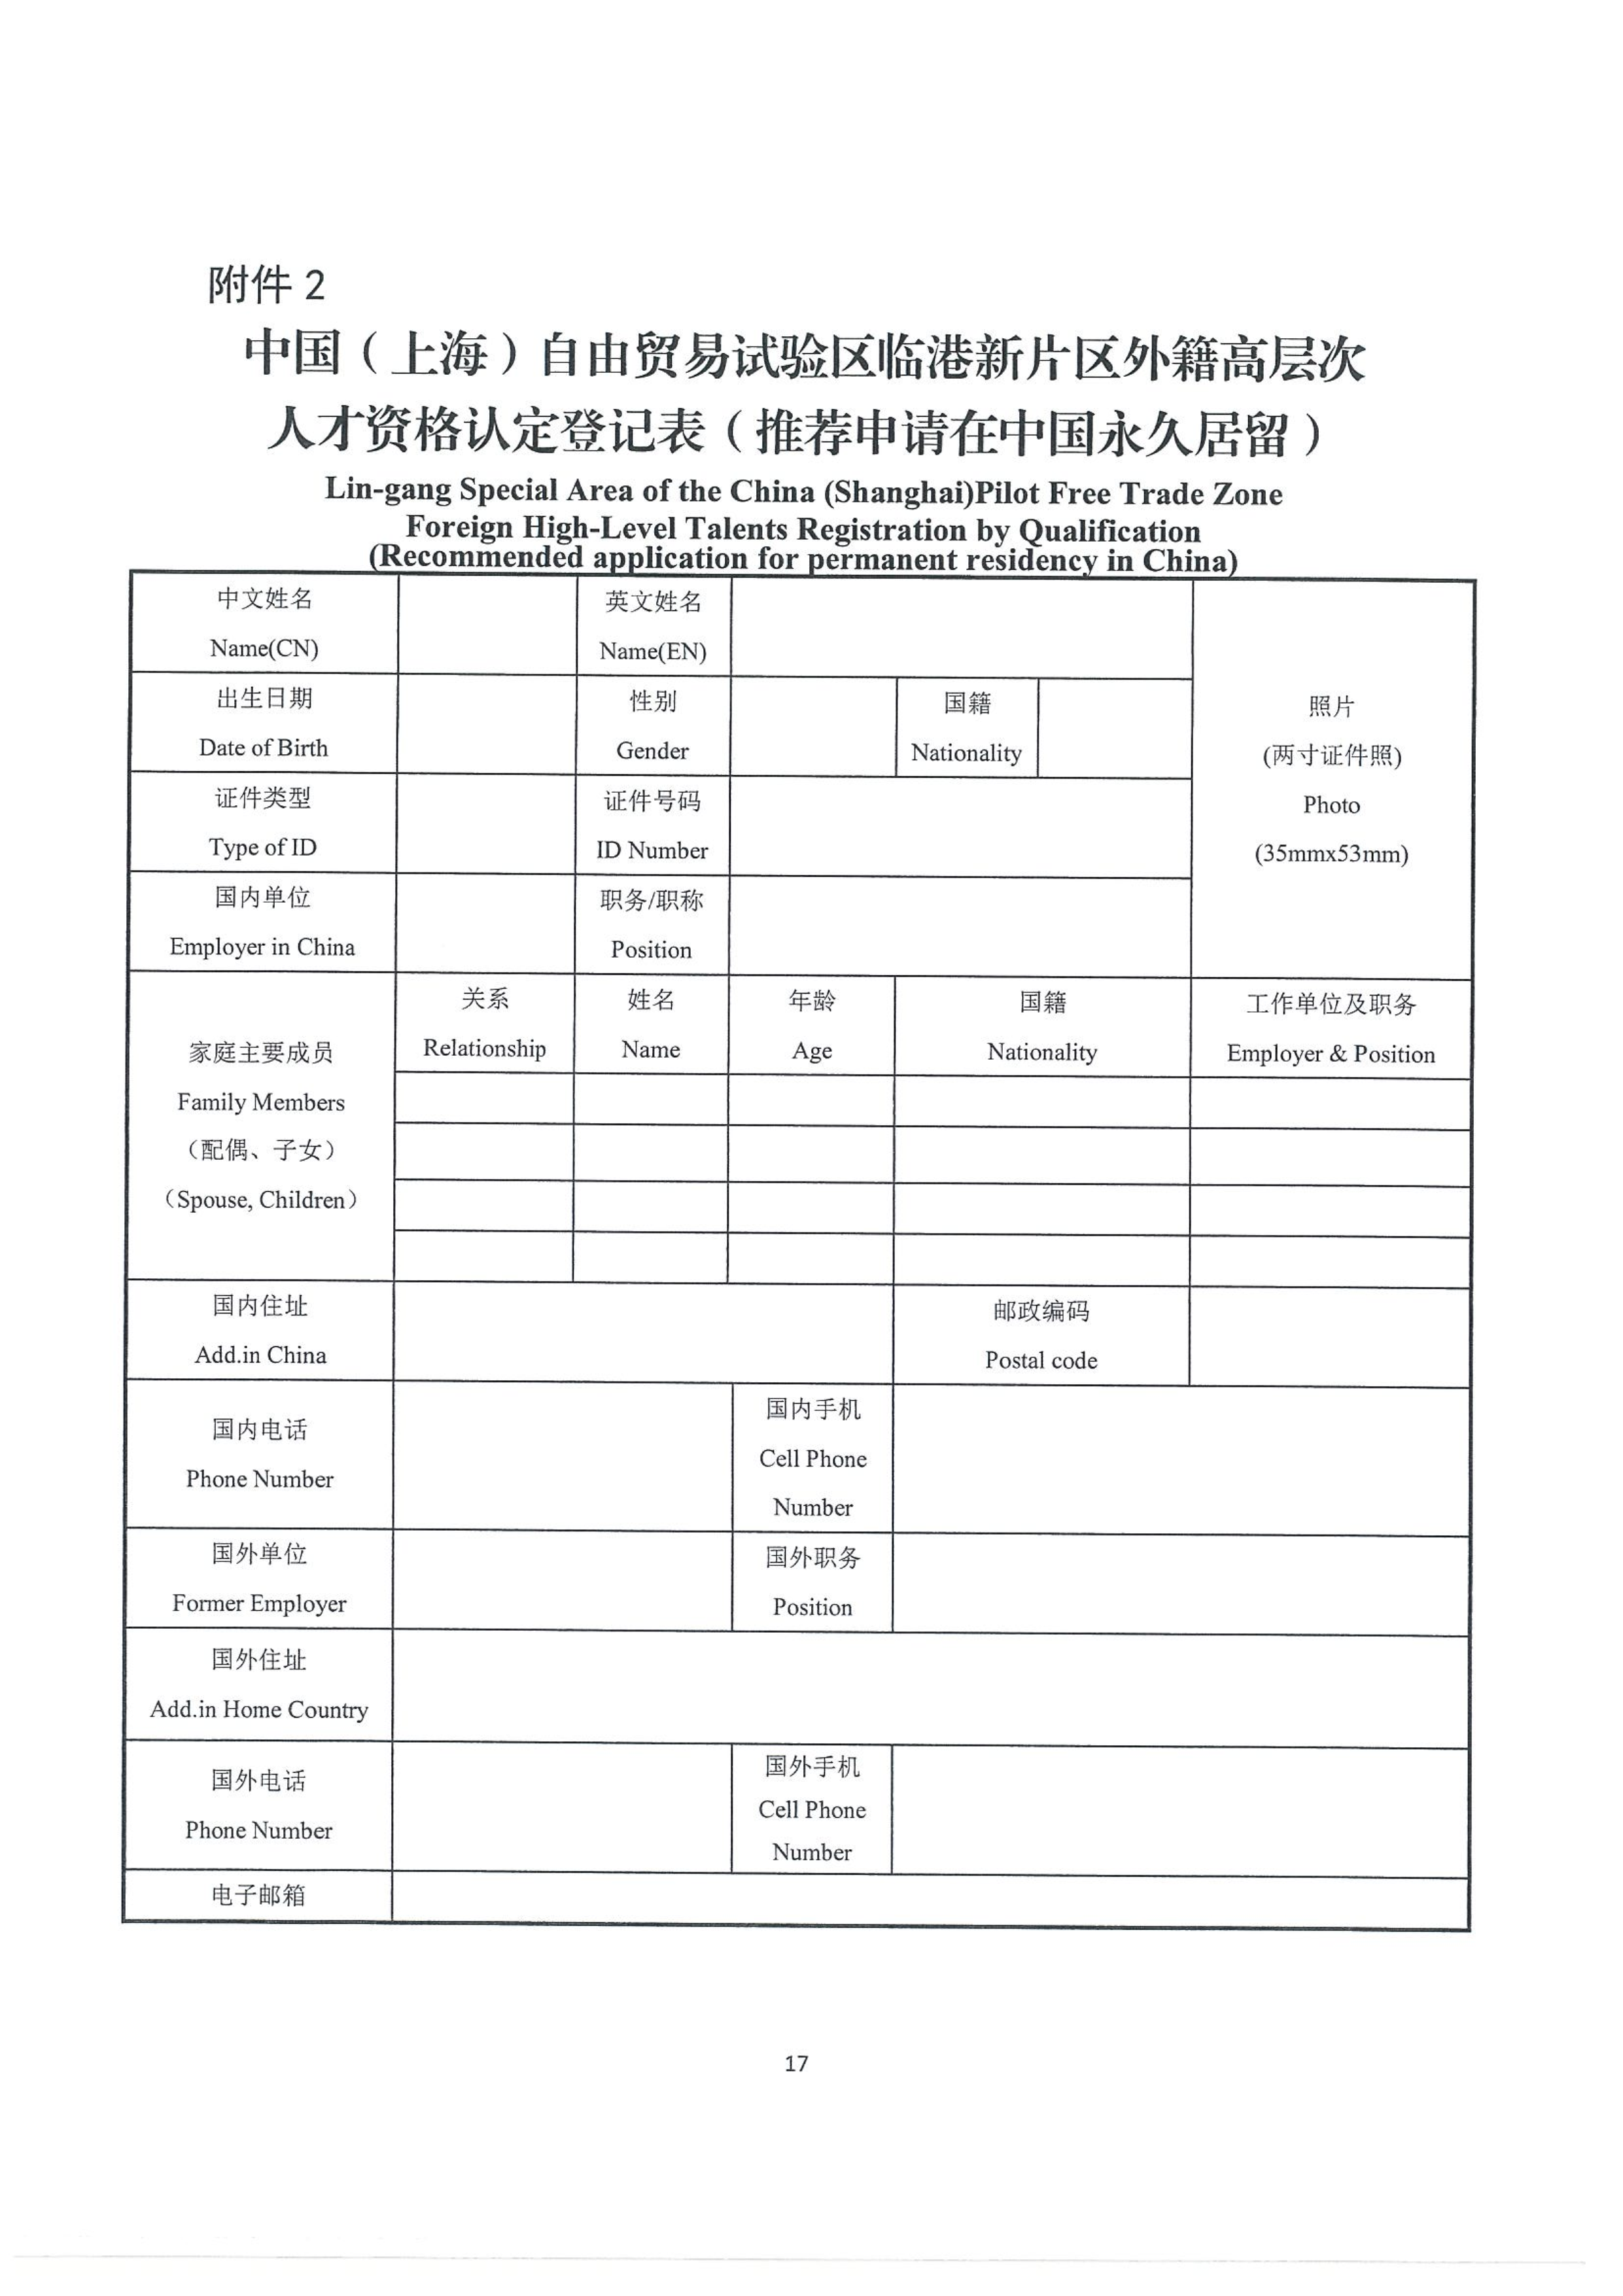 附件 2
中国（上海）自由贸易试验区临港新片区外籍高层次
人才资格认定登记表（推荐申请在中国永久居留）
Lin-gang Special Area of the China (Shanghai)Pilot Free Trade Zone
Foreign High-Level Talents Registration by Qualification
(Recommended application for permanent residency in China)
中文姓名
Name(CN)
英文姓名
Name(EN)
照片
(两寸证件照)
Photo
(35mmx53mm)
出生日期
Date of Birth
性别
Gender
国籍
Nationality
证件类型
Type of ID
证件号码
ID Number
国内单位
Employer in China
职务/职称
Position
家庭主要成员
Family Members
（配偶、子女）
（Spouse, Children）
关系
Relationship
姓名
Name
年龄
Age
国籍
Nationality
工作单位及职务
Employer & Position
国内住址
Add.in China
邮政编码
Postal code
国内电话
Phone Number
国内手机
Cell Phone
Number
国外单位
Former Employer
国外职务
Position
国外住址
Add.in Home Country
国外电话
Phone Number
国外手机
Cell Phone
Number
电子邮箱
17